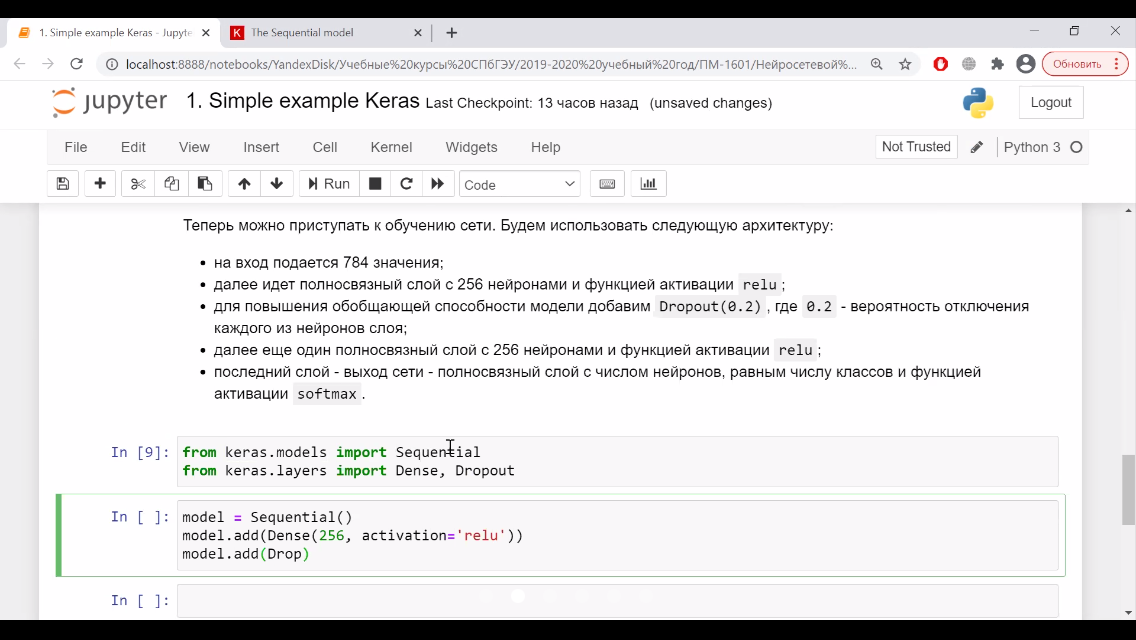 1. Simple example Keras - Jupyte
The Sequential model
localhost:8888/notebooks/YandexDisk/Учебные%20курсы%20СПбГЭУ/2019-2020%20учебный%20год/ПМ-1601/Нейросетевой%...
Обновить
jupyter 1. Simple example Keras Last Checkpoint: 13 часов назад (unsaved changes)
Logout
File Edit View Insert Cell Kernel Widgets Help Not Trusted Python 3
Run Code
Теперь можно приступать к обучению сети. Будем использовать следующую архитектуру:
• на вход подается 784 значения;
• далее идет полносвязный слой с 256 нейронами и функцией активации relu;
• для повышения обобщающей способности модели добавим Dropout(0.2), где 0.2 - вероятность отключения
каждого из нейронов слоя;
• далее еще один полносвязный слой с 256 нейронами и функцией активации relu;
• последний слой - выход сети - полносвязный слой с числом нейронов, равным числу классов и функцией
активации softmax.
In [9]: from keras.models import Sequential
from keras.layers import Dense, Dropout
In [ ]: model = Sequential()
model.add(Dense(256, activation='relu'))
model.add(Drop)
In [ ]: